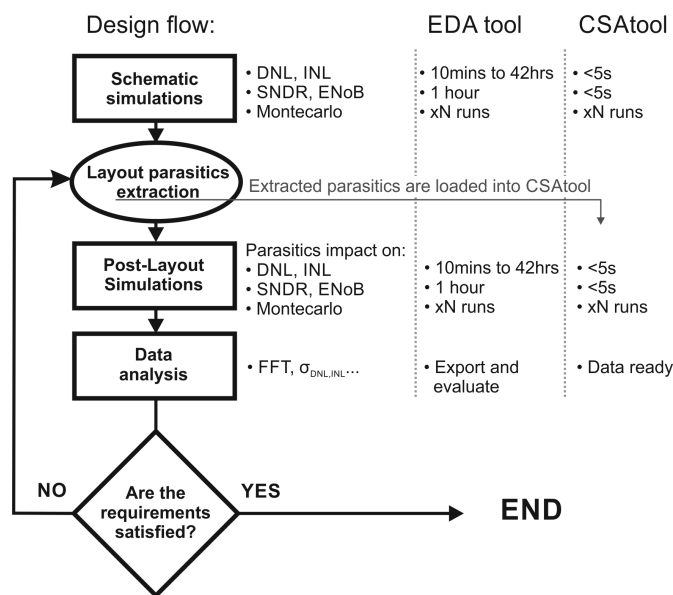 Design flow:
EDA tool
CSAtool
Schematic
simulations
• DNL, INL
• SNDR, ENoB
• Montecarlo
• 10mins to 42hrs
• 1 hour
• xN runs
• <5s
• <5s
• xN runs
Layout parasitics
extraction
Extracted parasitics are loaded into CSAtool
Post-Layout
Simulations
Parasitics impact on:
• DNL, INL
• SNDR, ENoB
• Montecarlo
• 10mins to 42hrs
• 1 hour
• xN runs
• <5s
• <5s
• xN runs
Data
analysis
• FFT, σDNL,INL...
• Export and
evaluate
• Data ready
NO
YES
Are the
requirements
satisfied?
END